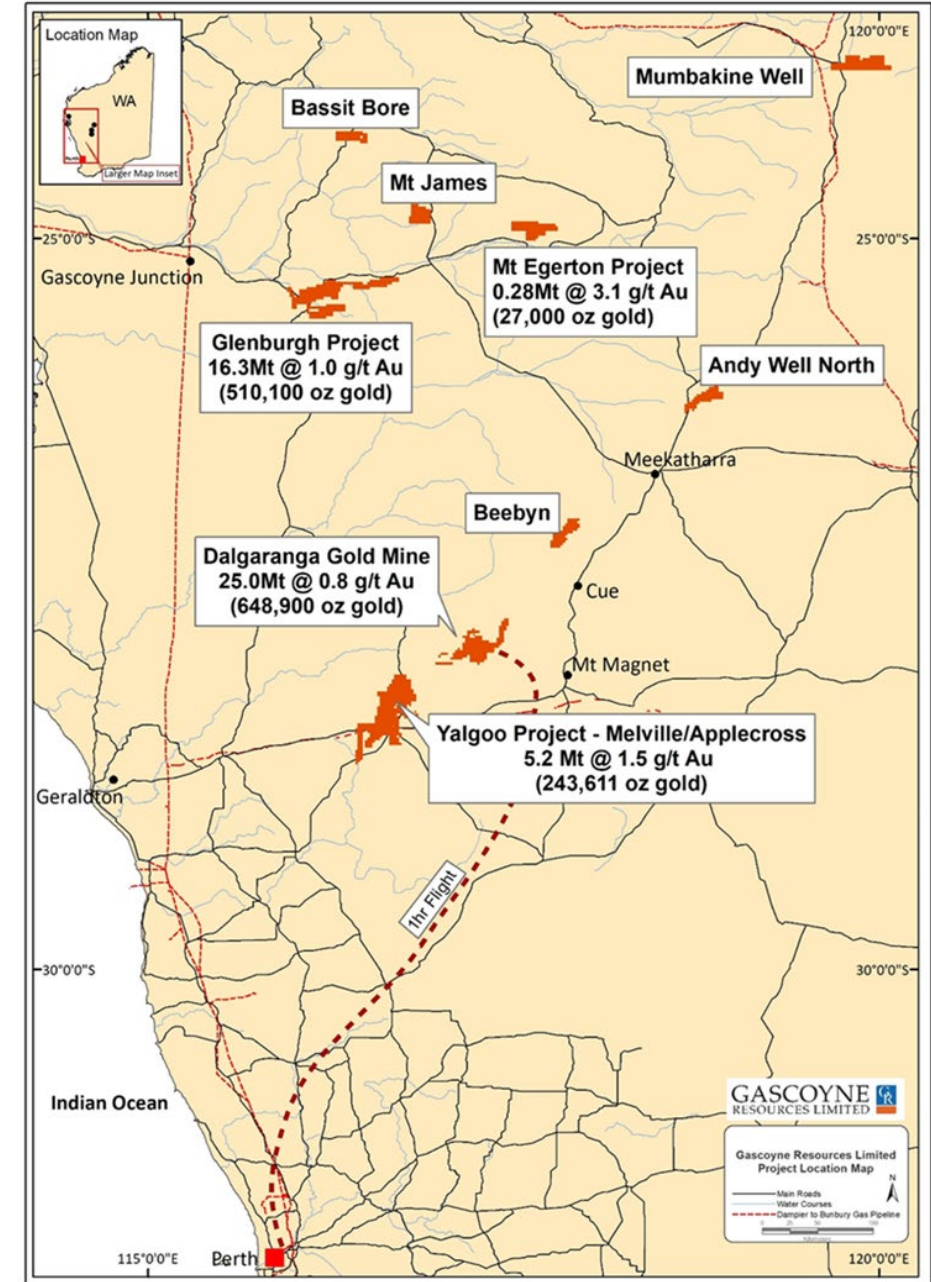 Location Map
WA
Perth
Larger Map Inset
120°0'0"E
Mumbakine Well
Bassit Bore
Mt James
25°0'0"S
25°0'0"S
Gascoyne Junction
Mt Egerton Project
0.28Mt @ 3.1 g/t Au
(27,000 oz gold)
Glenburgh Project
16.3Mt @ 1.0 g/t Au
(510,100 oz gold)
Andy Well North
Meekatharra
Beebyn
Dalgaranga Gold Mine
25.0Mt @ 0.8 g/t Au
(648,900 oz gold)
Cue
Mt Magnet
Yalgoo Project - Melville/Applecross
5.2 Mt @ 1.5 g/t Au
(243,611 oz gold)
Geraldton
1hr Flight
30°0'0"S
30°0'0"S
Indian Ocean
GASCOYNE
RESOURCES LIMITED
Gascoyne Resources Limited
Project Location Map
N
Main Roads
Water Courses
Dampier to Bunbury Gas Pipeline
0 25 50 100
Kilometers
Perth
115°0'0"E
120°0'0"E